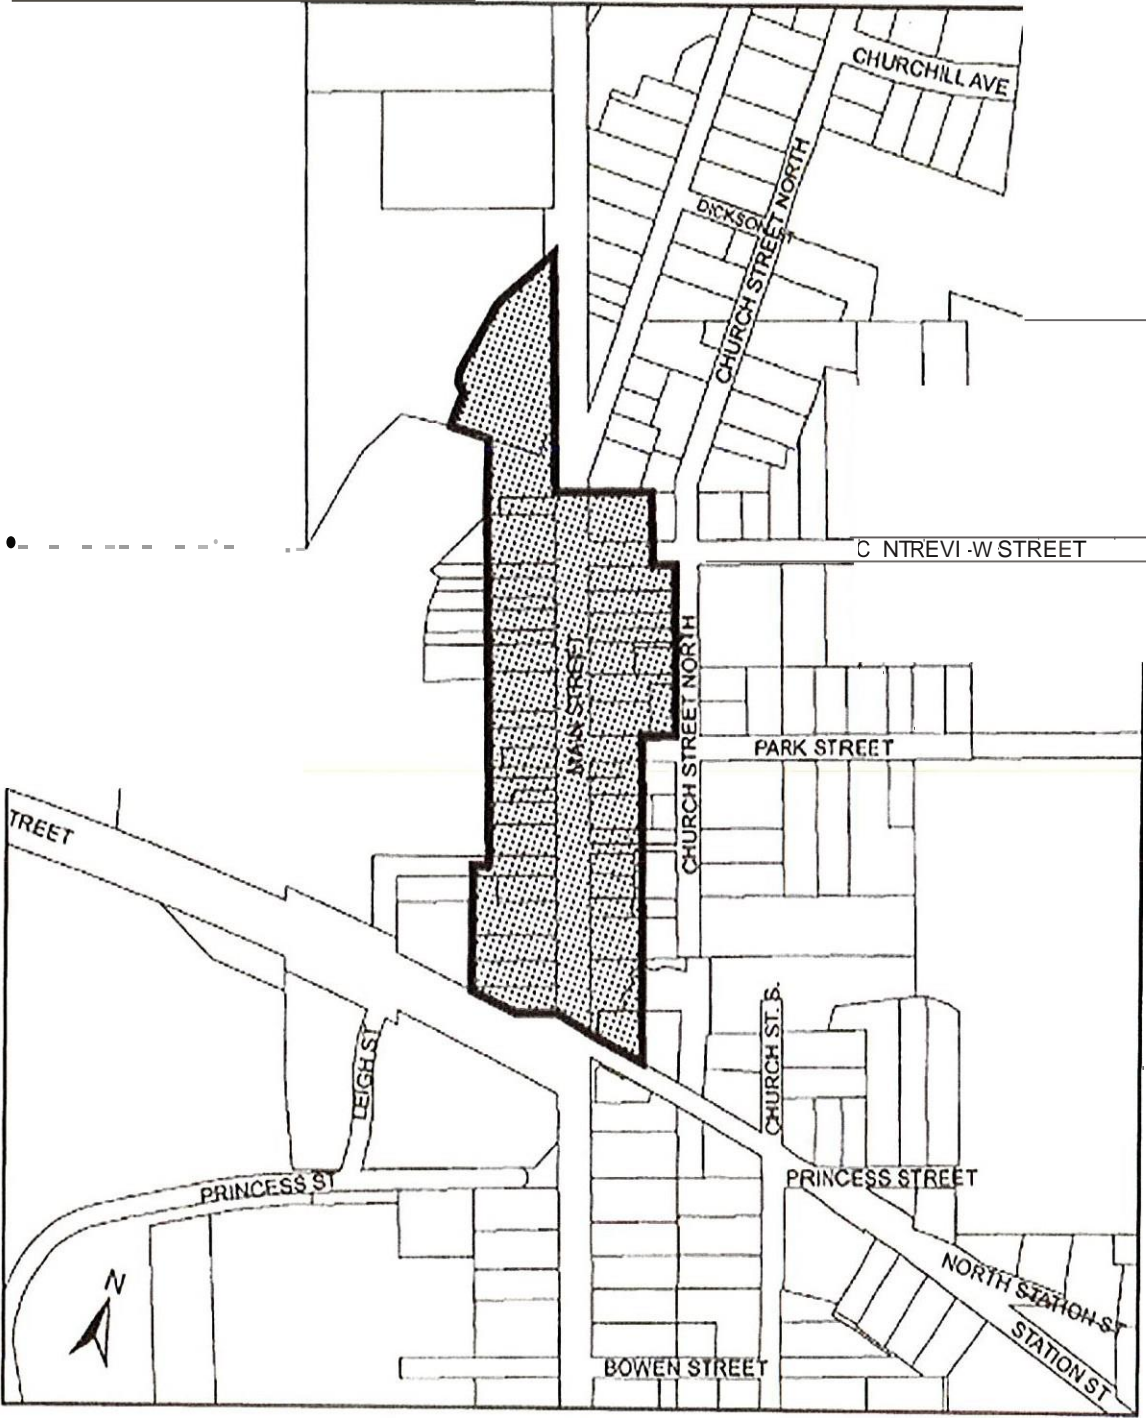 CHURCHILL AVE
DICKSON ST
CHURCH STREET NORTH
C NTREVI -W STREET
MAIN STREET
CHURCH STREET NORTH
PARK STREET
TREET
CHURCH ST. S.
LEIGH ST
PRINCESS ST
PRINCESS STREET
N
NORTH STATION ST
STATION ST
BOWEN STREET